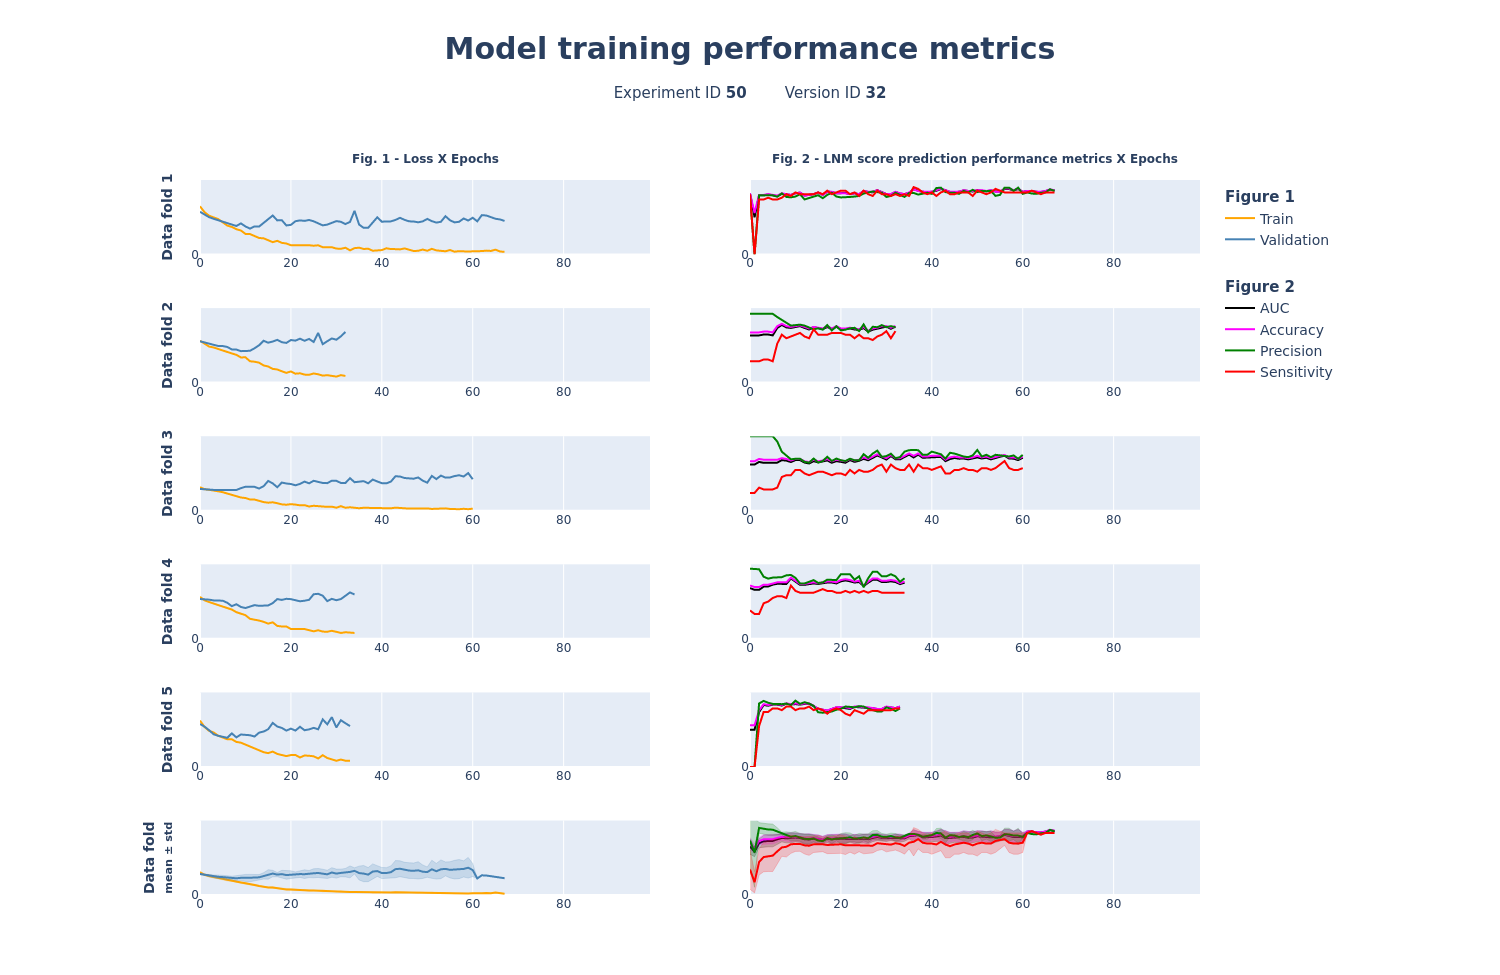 Model training performance metrics
Experiment ID 50 Version ID 32
Fig. 1 - Loss X Epochs
Fig. 2 - LNM score prediction performance metrics X Epochs
Data fold 1
0
0 20 40 60 80
0
0 20 40 60 80
Data fold 2
0
0 20 40 60 80
0
0 20 40 60 80
Data fold 3
0
0 20 40 60 80
0
0 20 40 60 80
Data fold 4
0
0 20 40 60 80
0
0 20 40 60 80
Data fold 5
0
0 20 40 60 80
0
0 20 40 60 80
Data fold
mean ± std
0
0 20 40 60 80
0
0 20 40 60 80
Figure 1
Train
Validation
Figure 2
AUC
Accuracy
Precision
Sensitivity